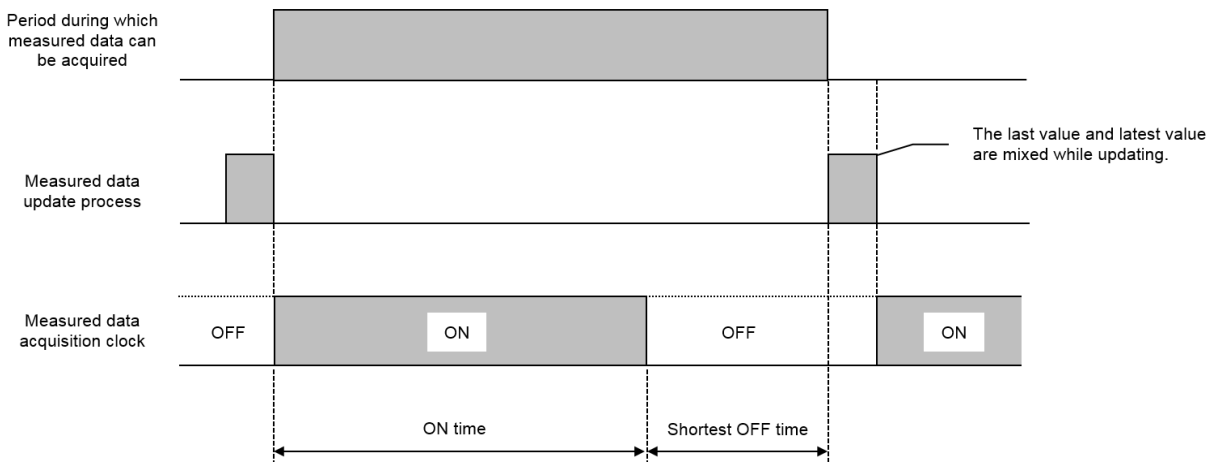 Period during which
measured data can
be acquired
The last value and latest value
are mixed while updating.
Measured data
update process
Measured data
acquisition clock
OFF
ON
OFF
ON
ON time
Shortest OFF time